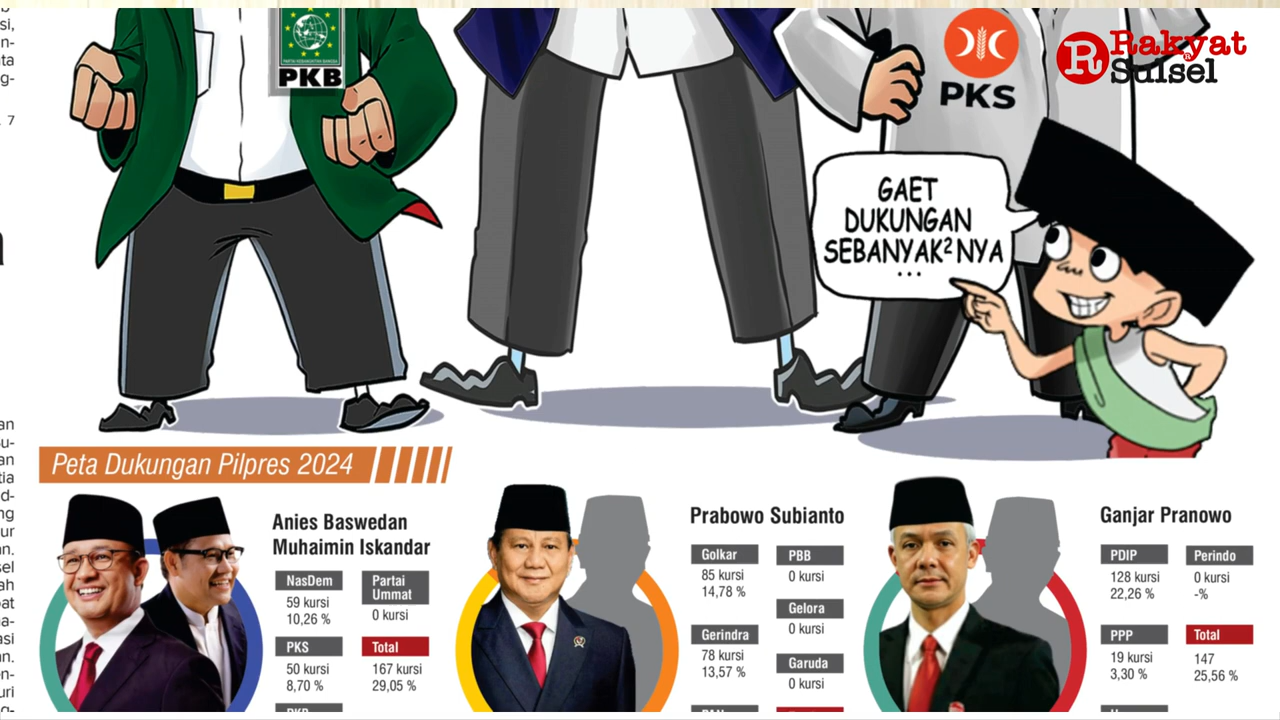 PKB
PKS
Rakyat
Sulsel
GAET
DUKUNGAN
SEBANYAK²NYA
...
7
Peta Dukungan Pilpres 2024
Anies Baswedan
Muhaimin Iskandar
NasDem
59 kursi
10,26 %
PKS
50 kursi
8,70 %
Partai
Ummat
0 kursi
Total
167 kursi
29,05 %
Prabowo Subianto
Golkar
85 kursi
14,78 %
Gerindra
78 kursi
13,57 %
PBB
0 kursi
Gelora
0 kursi
Garuda
0 kursi
Ganjar Pranowo
PDIP
128 kursi
22,26 %
PPP
19 kursi
3,30 %
Perindo
0 kursi
-%
Total
147
25,56 %